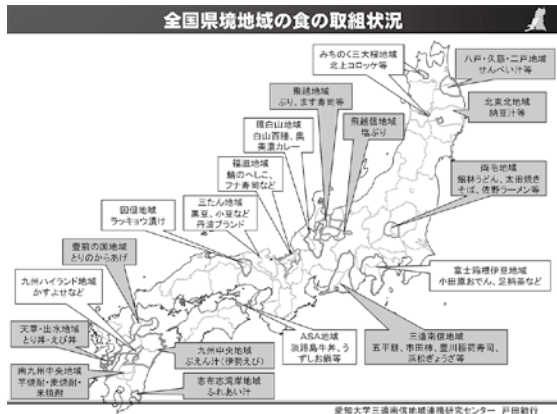 全国県境地域の食の取組状況
みちのく三大桜地域
北上コロッケ等
八戸・久慈・二戸地域
せんべい汁等
飛越地域
ぶり、ます寿司等
北東北地域
納豆汁等
環白山地域
白山百膳、奥
美濃カレー
飛越信地域
塩ぶり
福滋地域
鯖のへしこ、
フナ寿司など
両毛地域
館林うどん、太田焼き
そば、佐野ラーメン等
三たん地域
黒豆、小豆など
丹波ブランド
因但地域
ラッキョウ漬け
豊前の国地域
とりのからあげ
九州ハイランド地域
かすよせなど
富士箱根伊豆地域
小田原おでん、足柄茶など
天草・出水地域
とり丼・えび丼
九州中央地域
ぶえん汁（伊勢えび）
ASA地域
淡路島牛丼、う
ずしお鍋等
三遠南信地域
五平餅、市田柿、豊川稲荷寿司、
浜松ぎょうざ等
南九州中央地域
芋焼酎・麦焼酎・
米焼酎
志布志湾岸地域
ふれあい汁
愛知大学三遠南信地域連携研究センター 戸田敏行